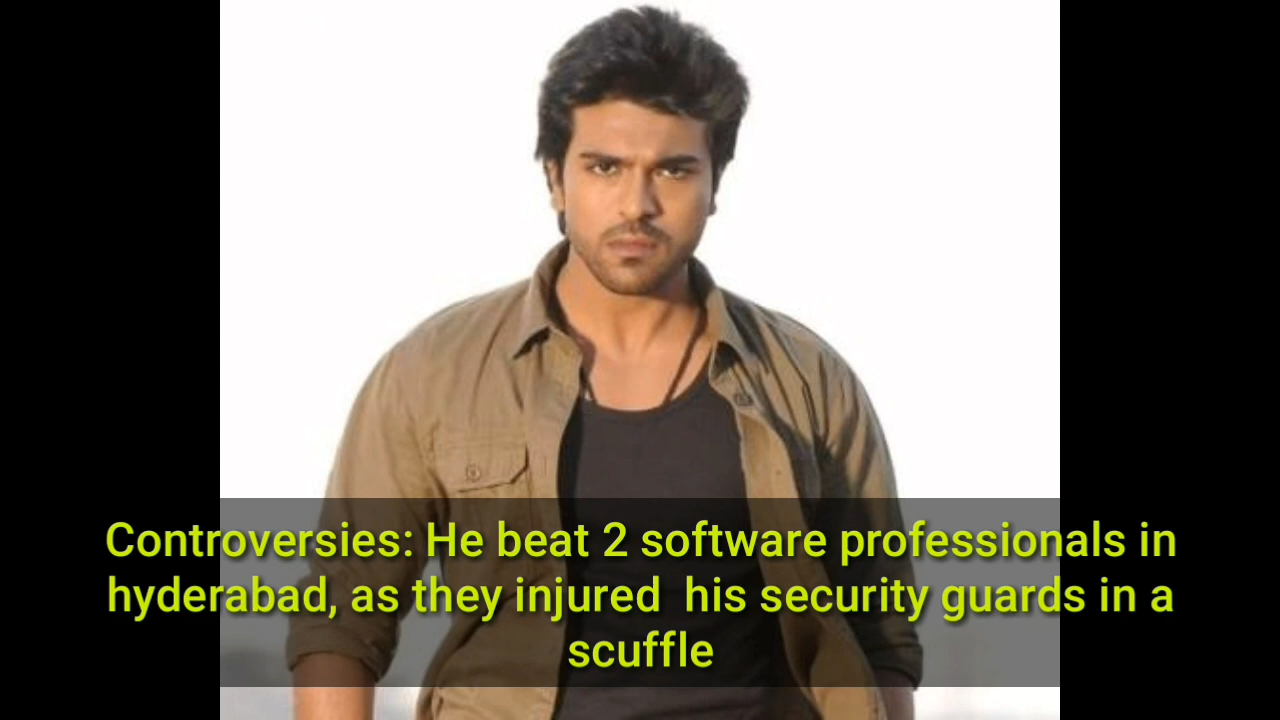 Controversies: He beat 2 software professionals in
hyderabad, as they injured  his security guards in a
scuffle